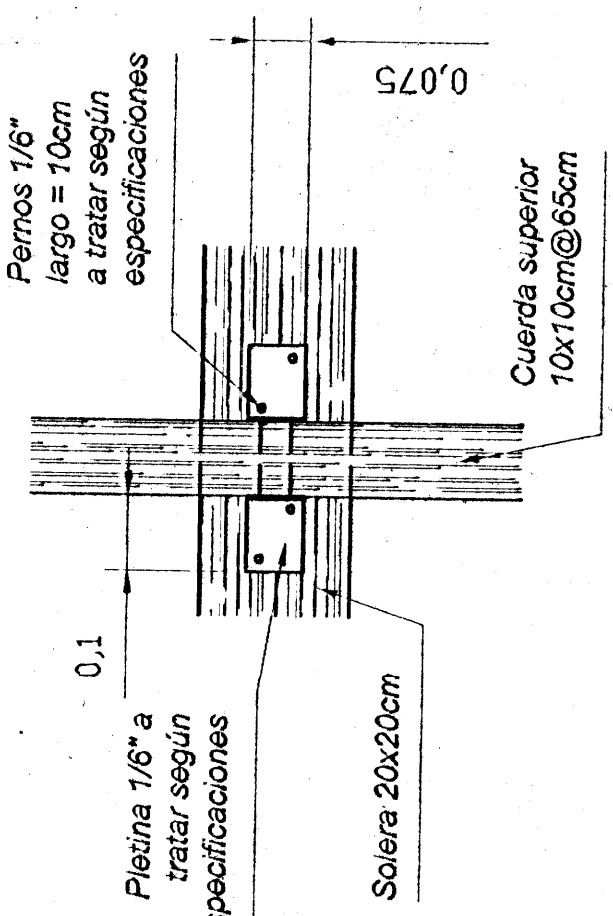 Pernos 1/6"
largo = 10cm
a tratar según
especificaciones
0,075
0,1
Pletina 1/6" a
tratar según
specificaciones
Cuerda superior
10x10cm@65cm
Solera 20x20cm